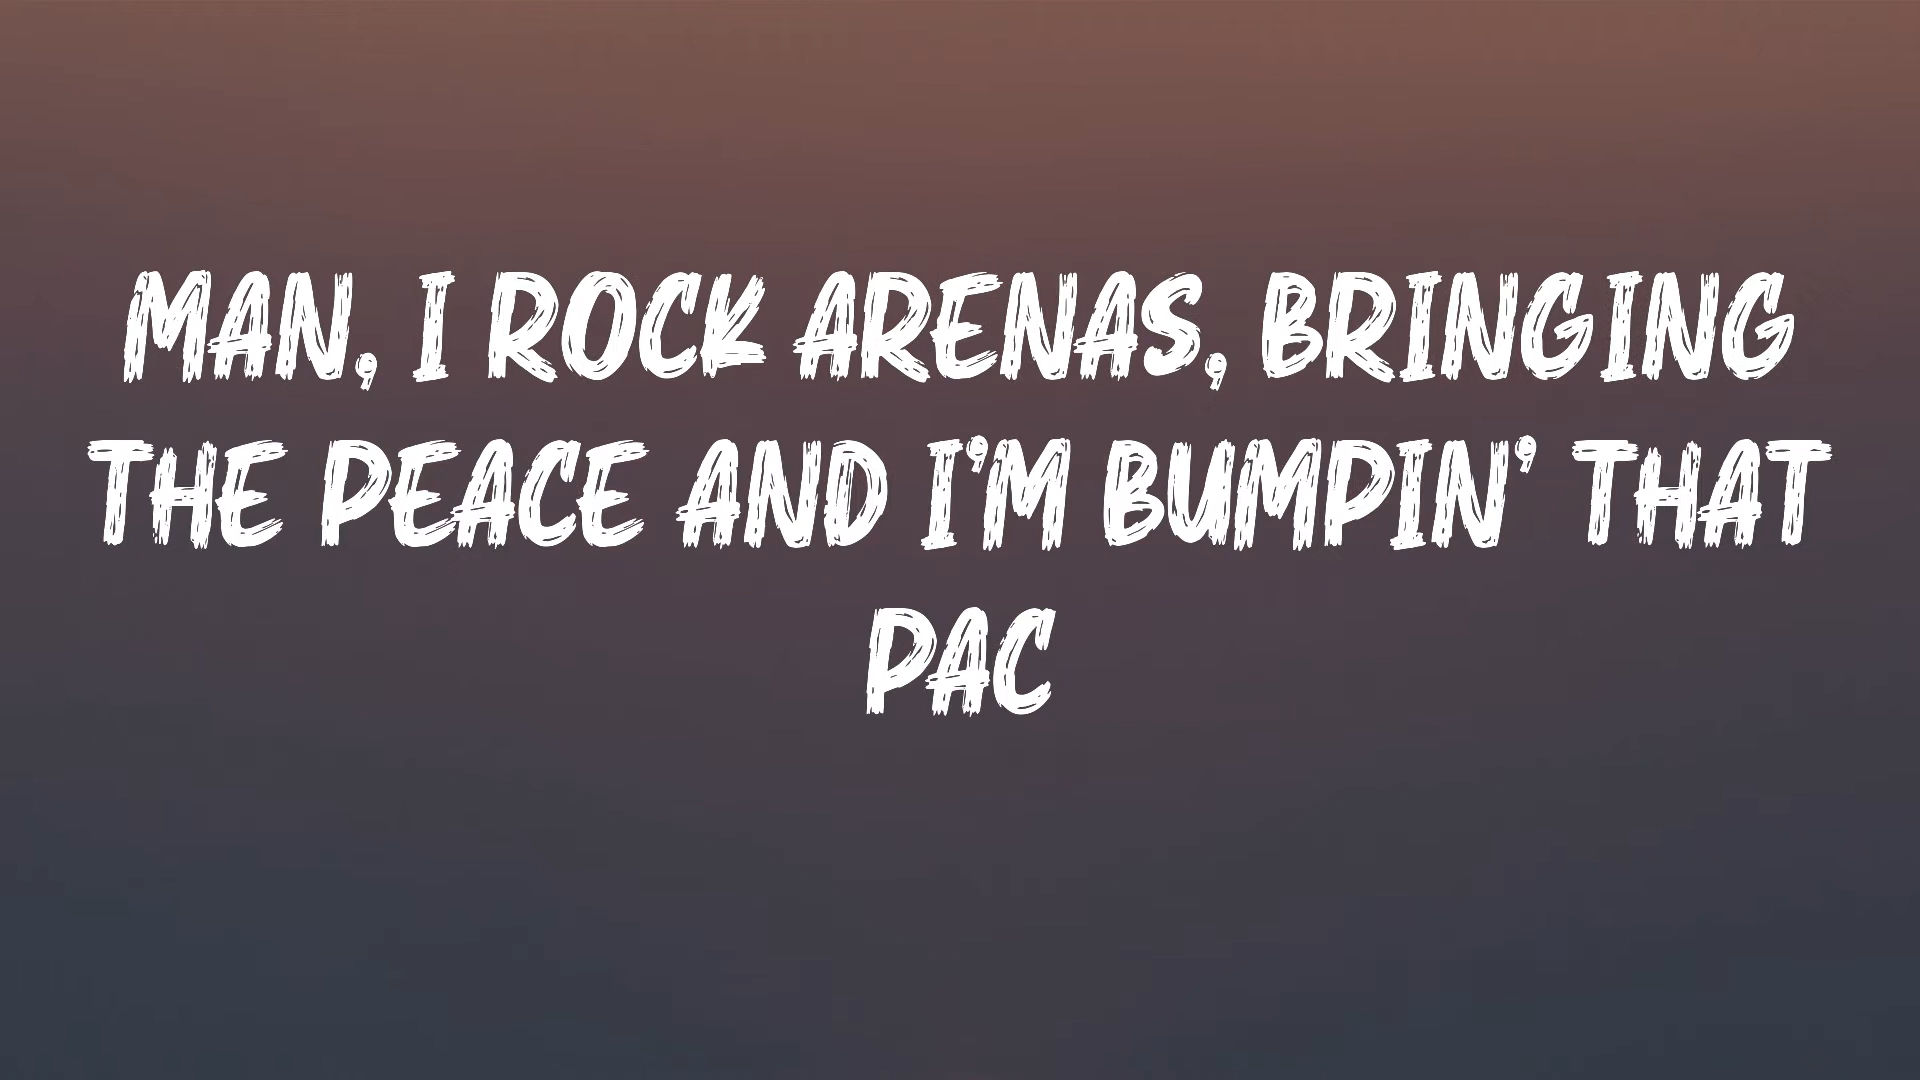 MAN, I ROCK ARENAS, BRINGING
THE PEACE AND I'M BUMPIN' THAT
PAC